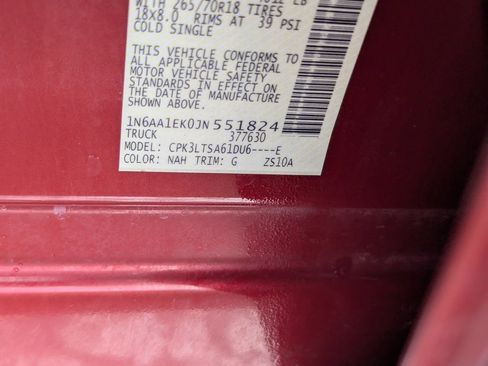 WITH 265/70R18 TIRES
18X8.0 RIMS AT 39 PSI
COLD SINGLE
THIS VEHICLE CONFORMS TO
ALL APPLICABLE FEDERAL
MOTOR VEHICLE SAFETY
STANDARDS IN EFFECT ON
THE DATE OF MANUFACTURE
SHOWN ABOVE.
1N6AA1EK0JN551824
TRUCK 377630
MODEL: CPK3LTSA61DU6----E
COLOR: NAH TRIM: G ZS10A